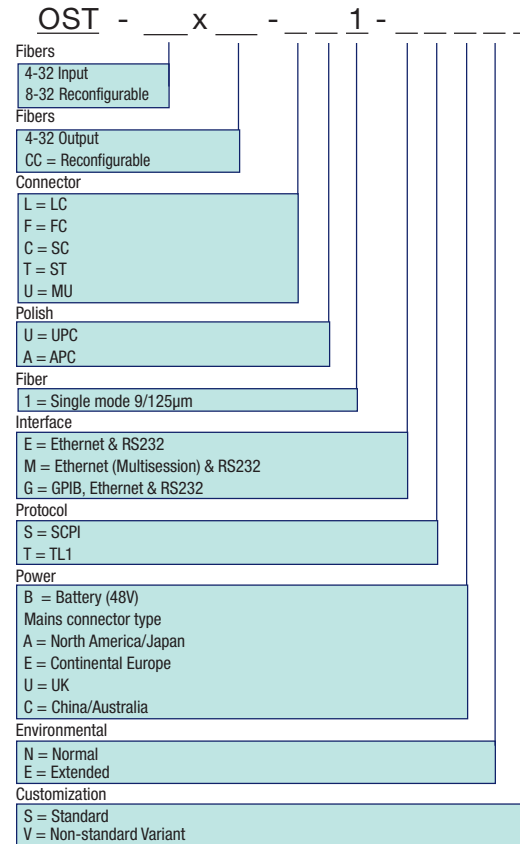 OST - ___ x ___ - _ _ 1 - _ _ _ _ _
Fibers
4-32 Input
8-32 Reconfigurable
Fibers
4-32 Output
CC = Reconfigurable
Connector
L = LC
F = FC
C = SC
T = ST
U = MU
Polish
U = UPC
A = APC
Fiber
1 = Single mode 9/125µm
Interface
E = Ethernet & RS232
M = Ethernet (Multisession) & RS232
G = GPIB, Ethernet & RS232
Protocol
S = SCPI
T = TL1
Power
B = Battery (48V)
Mains connector type
A = North America/Japan
E = Continental Europe
U = UK
C = China/Australia
Environmental
N = Normal
E = Extended
Customization
S = Standard
V = Non-standard Variant